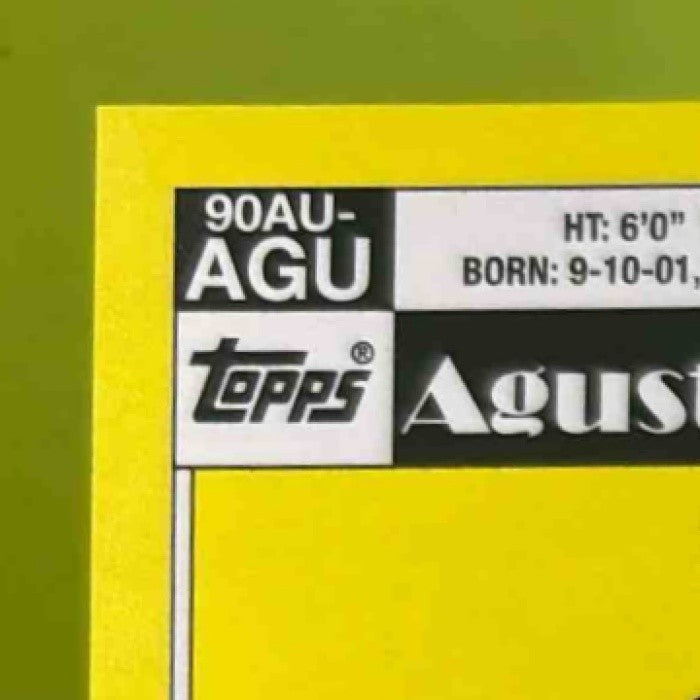 90AU-
AGU
HT: 6'0"
BORN: 9-10-01,
Topps®
Agust